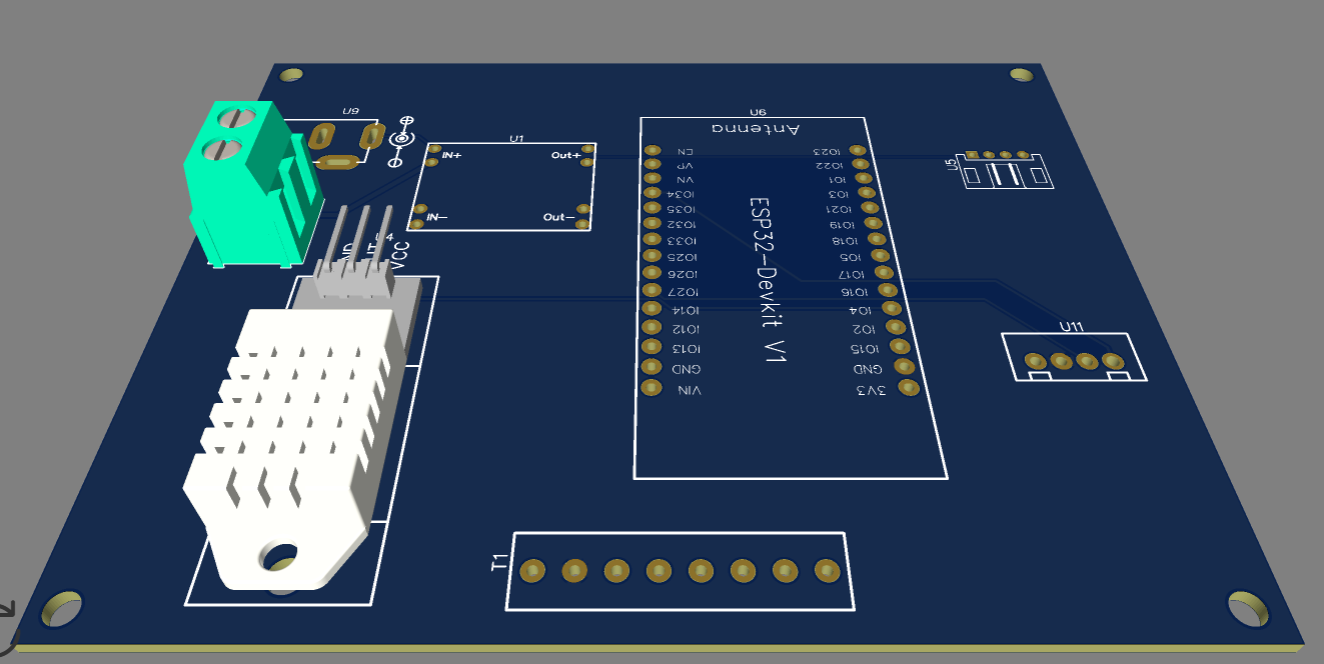 U9
U1
IN+
Out+
IN—
Out—
VCC
U6
Antenna
EN
VP
VN
IO34
IO35
IO32
IO33
IO25
IO26
IO27
IO14
IO12
IO13
GND
VIN
ESP32-Devkit V1
IO23
IO22
IO1
IO3
IO21
IO19
IO18
IO5
IO17
IO16
IO4
IO2
IO15
GND
3V3
U5
U11
T1